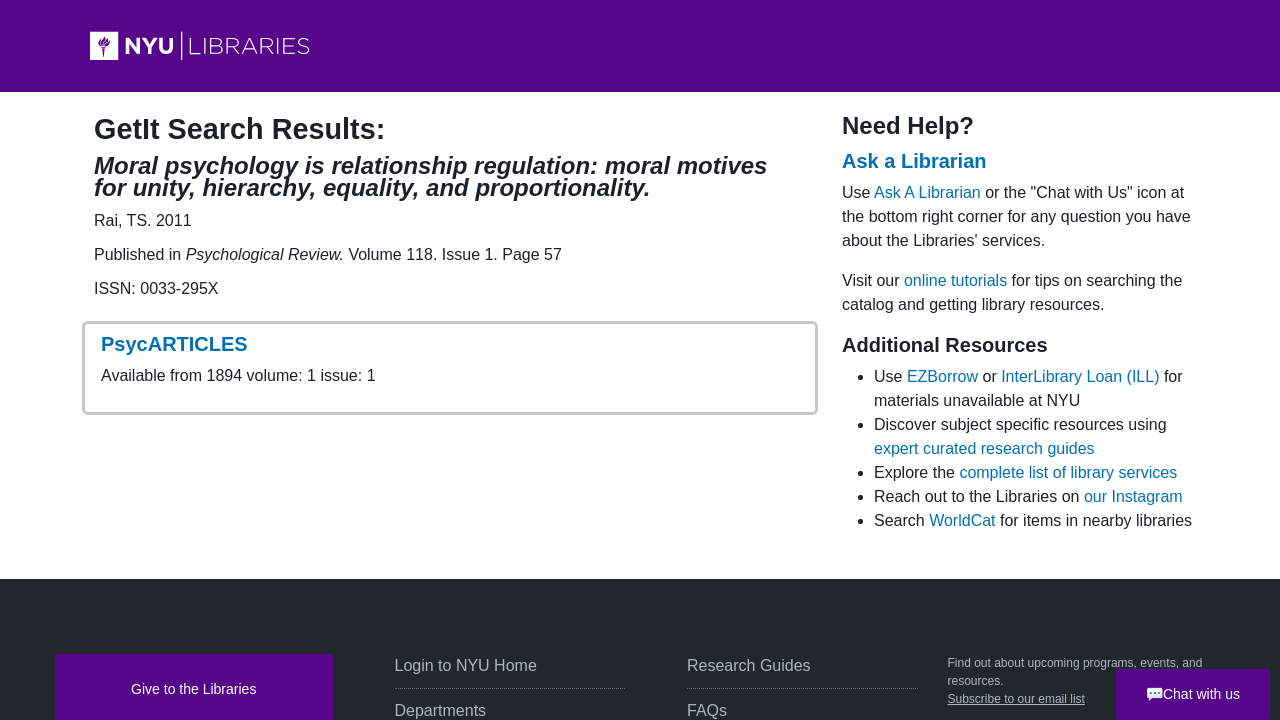 NYU LIBRARIES
GetIt Search Results:
Moral psychology is relationship regulation: moral motives
for unity, hierarchy, equality, and proportionality.
Rai, TS. 2011
Published in Psychological Review. Volume 118. Issue 1. Page 57
ISSN: 0033-295X
PsycARTICLES
Available from 1894 volume: 1 issue: 1
Need Help?
Ask a Librarian
Use Ask A Librarian or the "Chat with Us" icon at
the bottom right corner for any question you have
about the Libraries' services.
Visit our online tutorials for tips on searching the
catalog and getting library resources.
Additional Resources
Use EZBorrow or InterLibrary Loan (ILL) for
materials unavailable at NYU
Discover subject specific resources using
expert curated research guides
Explore the complete list of library services
Reach out to the Libraries on our Instagram
Search WorldCat for items in nearby libraries
Give to the Libraries
Login to NYU Home
Departments
Research Guides
FAQs
Find out about upcoming programs, events, and
resources.
Subscribe to our email list
Chat with us